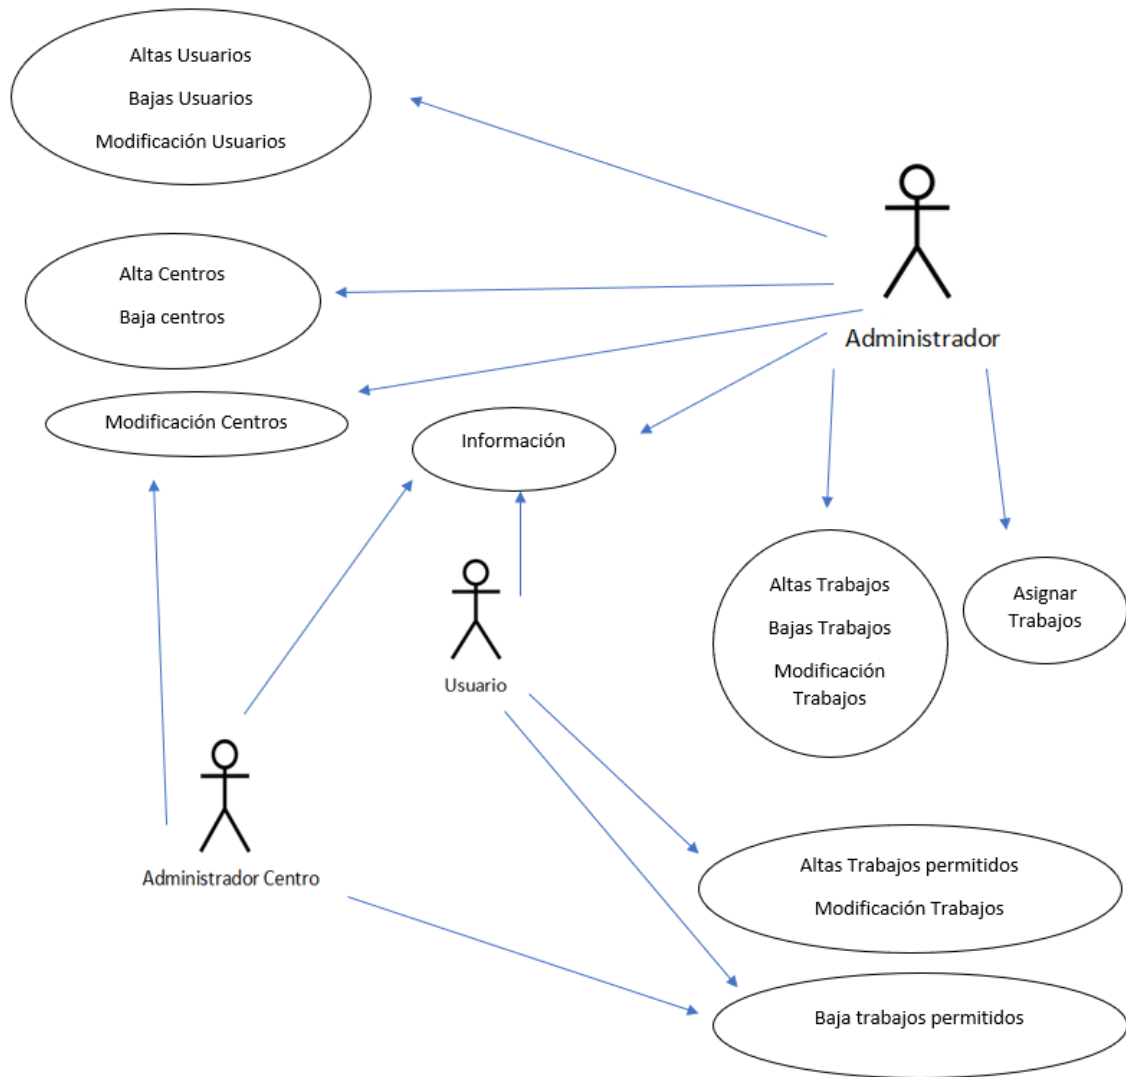 Altas Usuarios
Bajas Usuarios
Modificación Usuarios
Alta Centros
Baja centros
Administrador
Modificación Centros
Información
Altas Trabajos
Bajas Trabajos
Modificación
Trabajos
Asignar
Trabajos
Usuario
Administrador Centro
Altas Trabajos permitidos
Modificación Trabajos
Baja trabajos permitidos